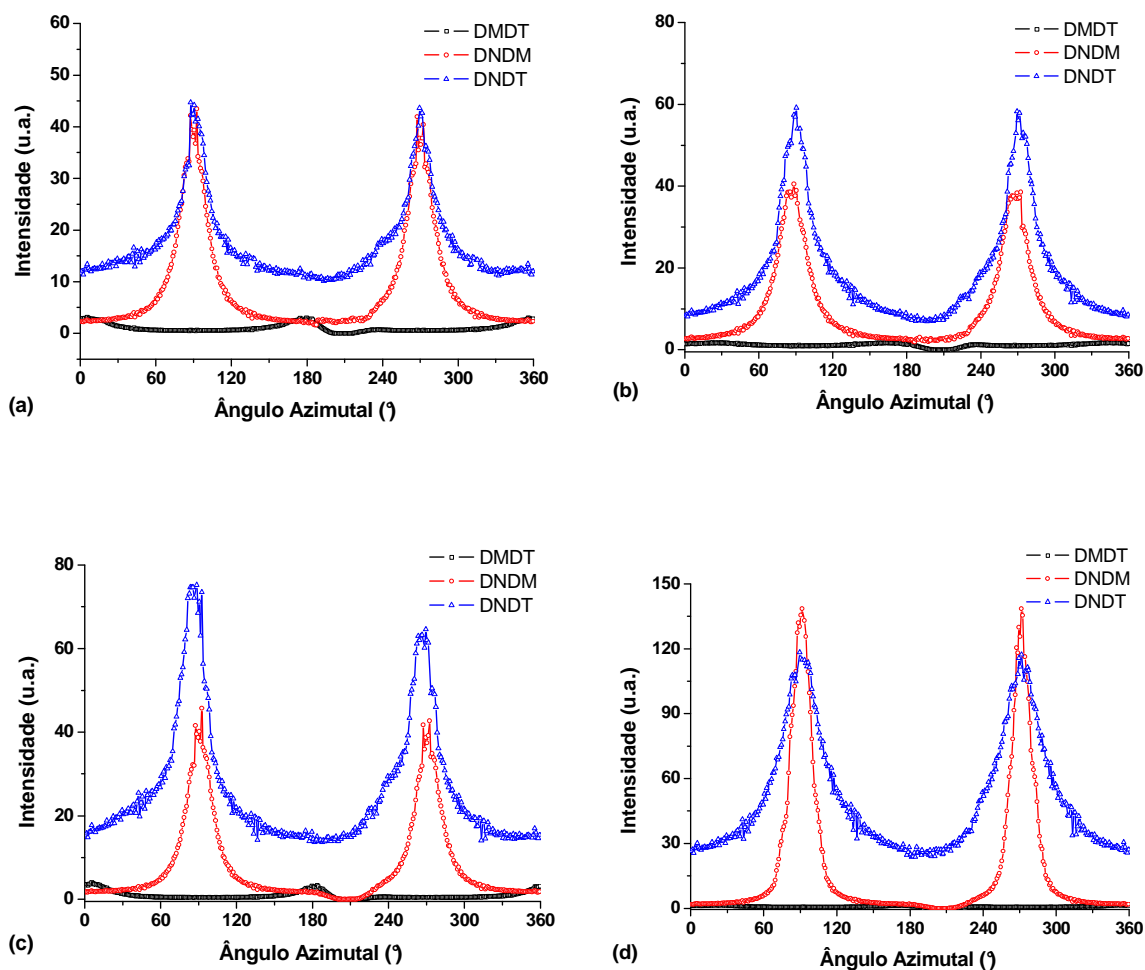 60
50
40
30
20
10
0
Intensidade (u.a.)
DMDT
DNDM
DNDT
0 60 120 180 240 300 360
Ângulo Azimutal (°)
(a)
80
60
40
20
0
Intensidade (u.a.)
DMDT
DNDM
DNDT
0 60 120 180 240 300 360
Ângulo Azimutal (°)
(b)
80
60
40
20
0
Intensidade (u.a.)
DMDT
DNDM
DNDT
0 60 120 180 240 300 360
Ângulo Azimutal (°)
(c)
150
120
90
60
30
0
Intensidade (u.a.)
DMDT
DNDM
DNDT
0 60 120 180 240 300 360
Ângulo Azimutal (°)
(d)